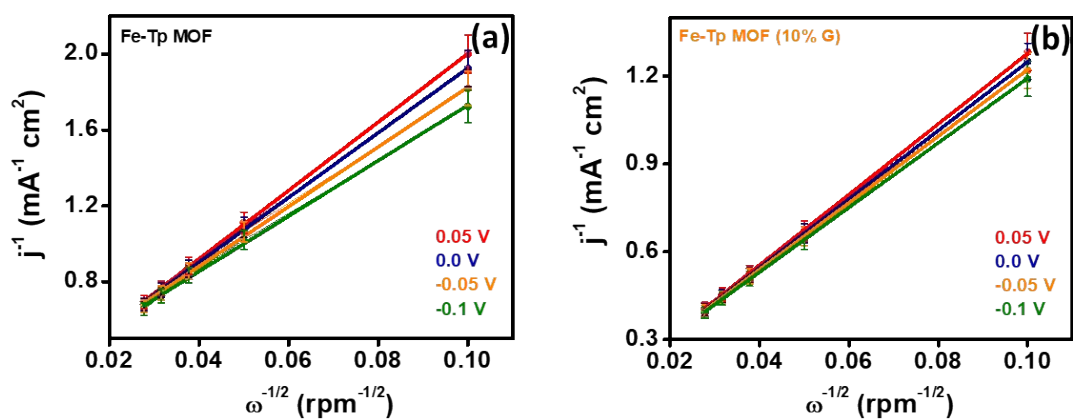 Fe-Tp MOF
(a)
2.0
1.6
1.2
0.8
j⁻¹ (mA⁻¹ cm²)
0.05 V
0.0 V
-0.05 V
-0.1 V
0.02 0.04 0.06 0.08 0.10
ω⁻¹/² (rpm⁻¹/²)
Fe-Tp MOF (10% G)
(b)
1.2
0.9
0.6
0.3
j⁻¹ (mA⁻¹ cm²)
0.05 V
0.0 V
-0.05 V
-0.1 V
0.02 0.04 0.06 0.08 0.10
ω⁻¹/² (rpm⁻¹/²)